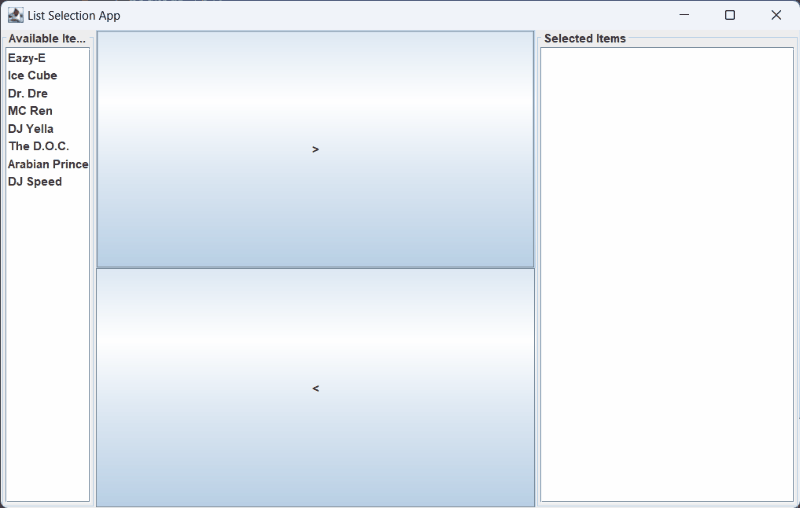 List Selection App
Available Ite...
Eazy-E
Ice Cube
Dr. Dre
MC Ren
DJ Yella
The D.O.C.
Arabian Prince
DJ Speed
>
<
Selected Items